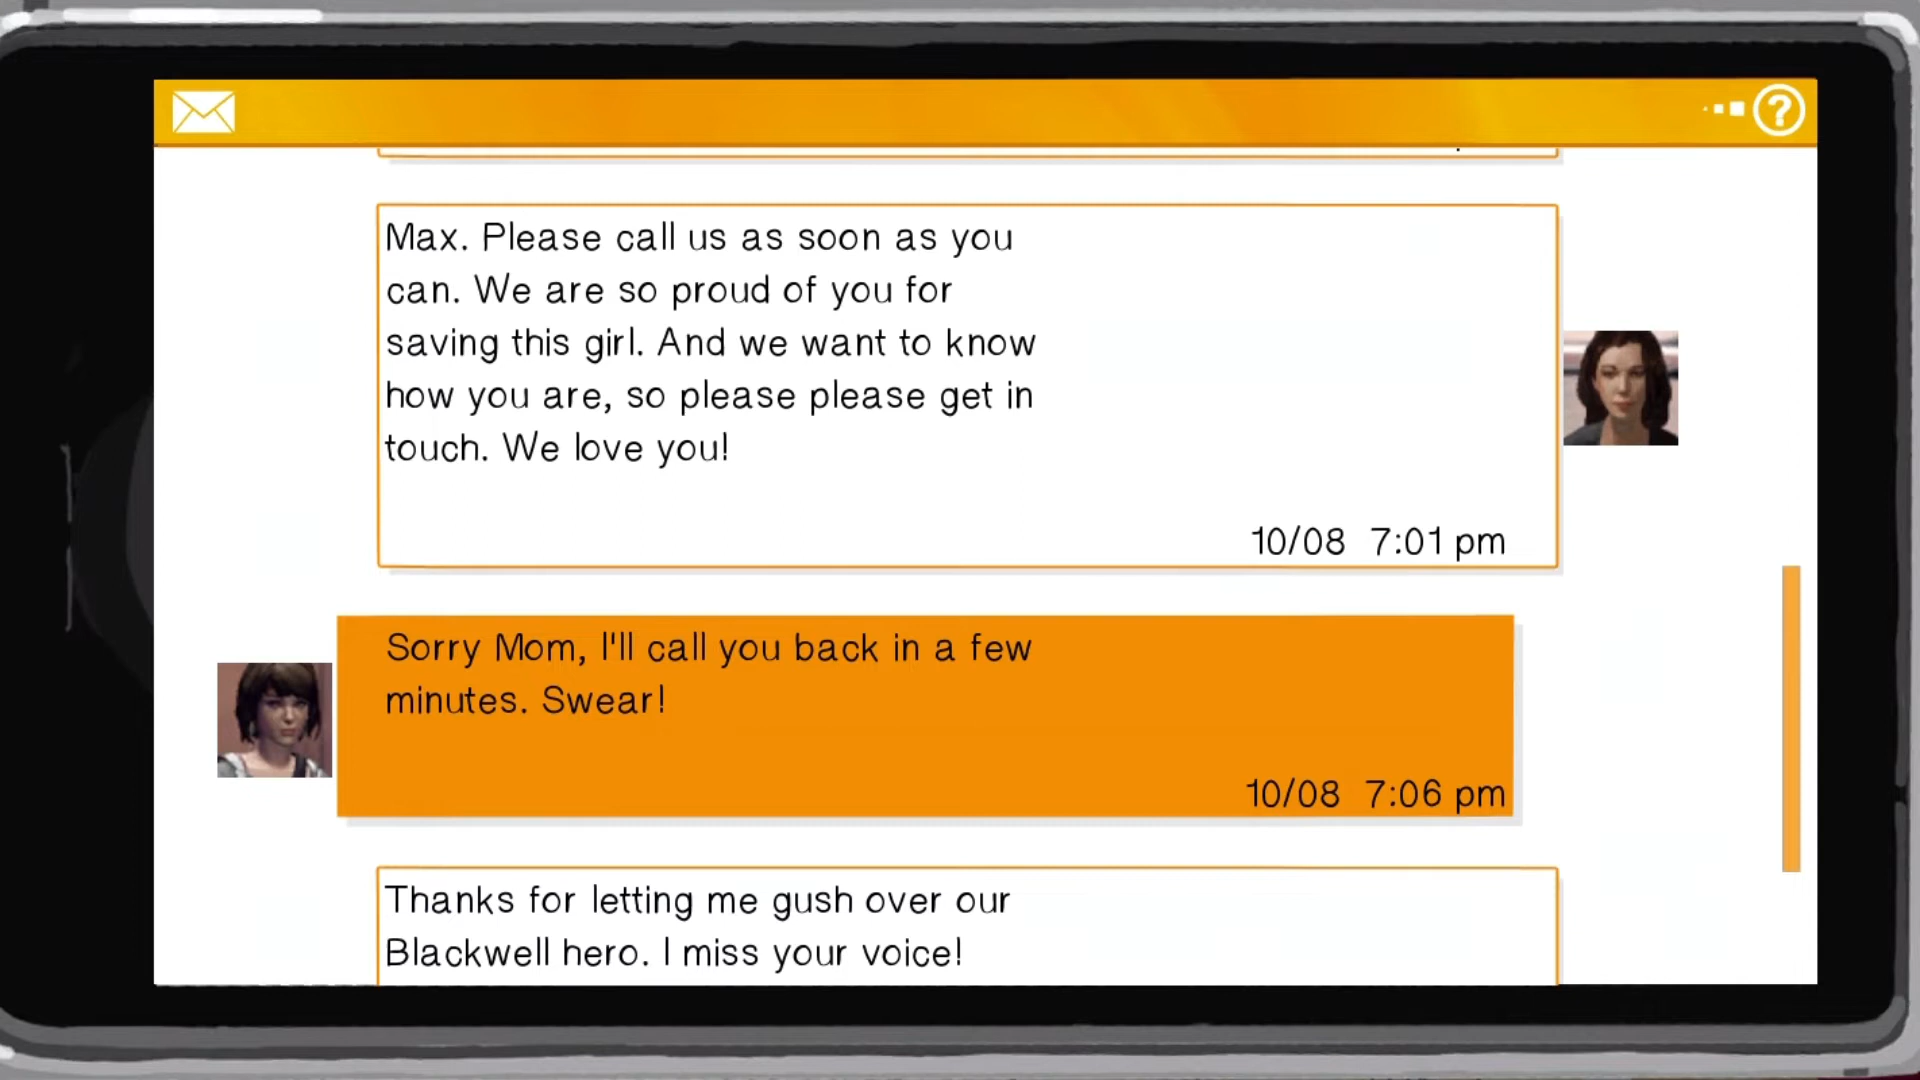 Max. Please call us as soon as you
can. We are so proud of you for
saving this girl. And we want to know
how you are, so please please get in
touch. We love you!
10/08 7:01 pm
Sorry Mom, I'll call you back in a few
minutes. Swear!
10/08 7:06 pm
Thanks for letting me gush over our
Blackwell hero. I miss your voice!